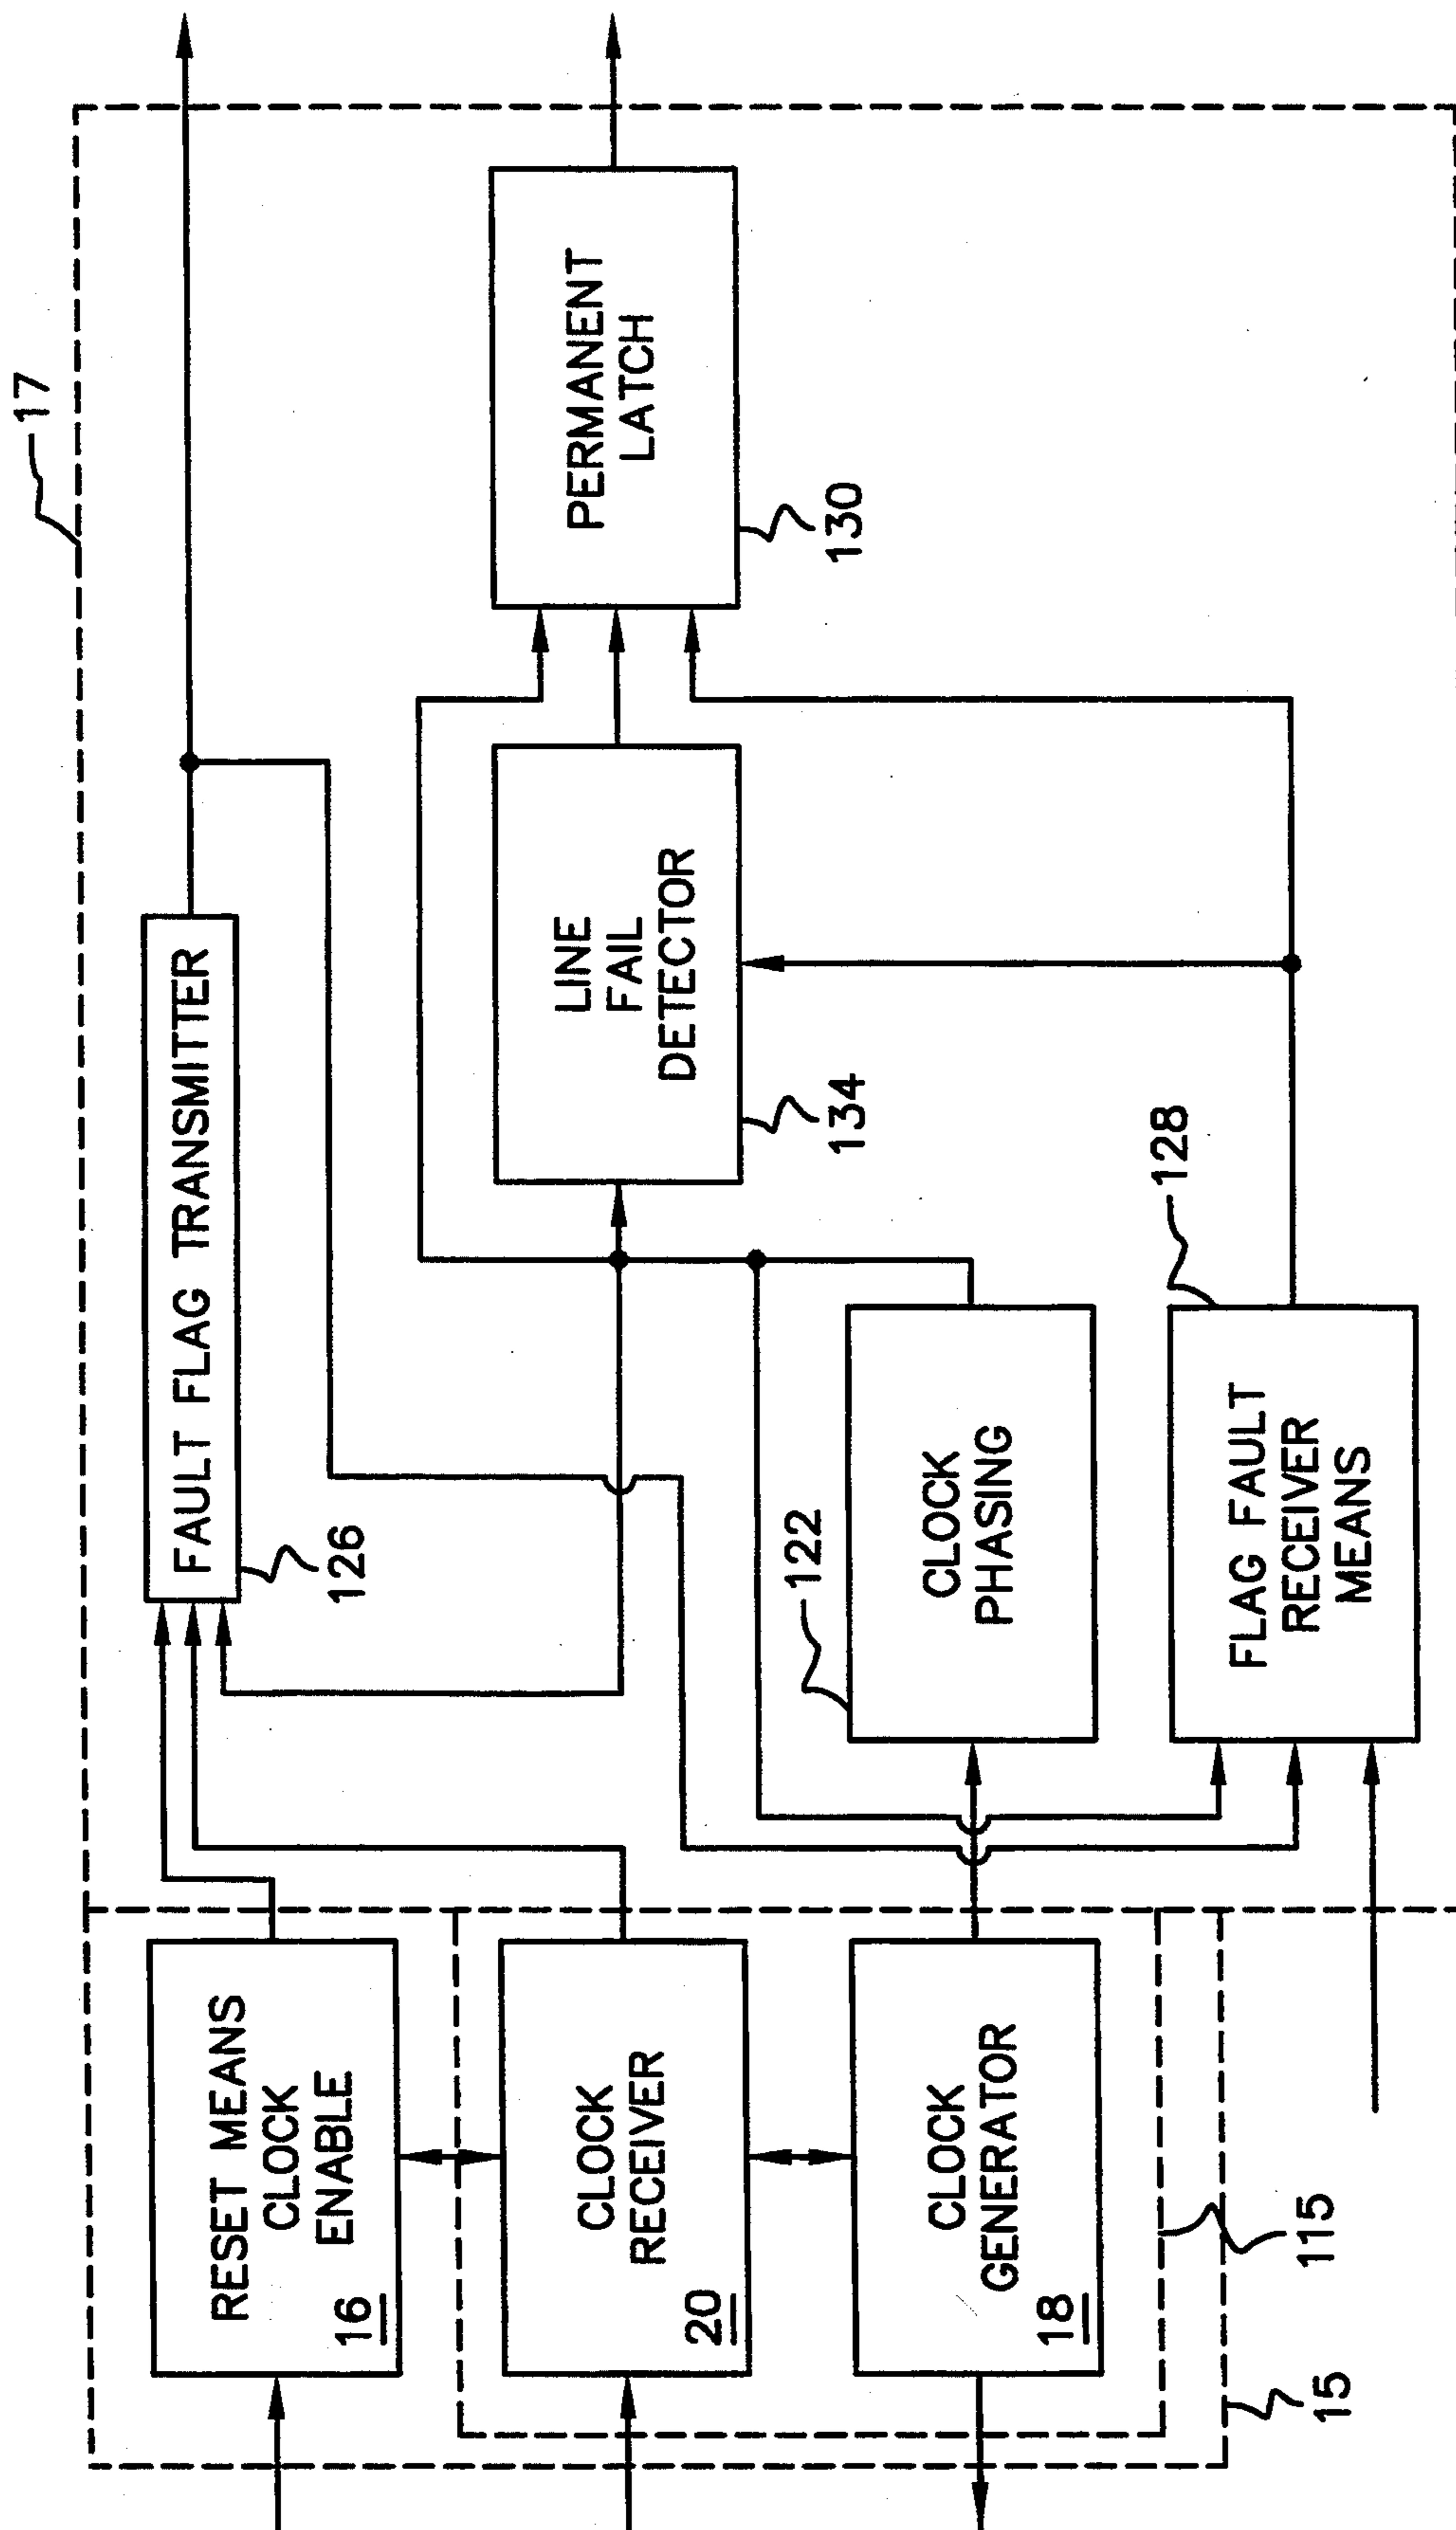 17
FAULT FLAG TRANSMITTER
126
PERMANENT
LATCH
130
LINE
FAIL
DETECTOR
134
CLOCK
PHASING
122
FLAG FAULT
RECEIVER
MEANS
128
RESET MEANS
CLOCK
ENABLE
16
CLOCK
RECEIVER
20
CLOCK
GENERATOR
18
115
15